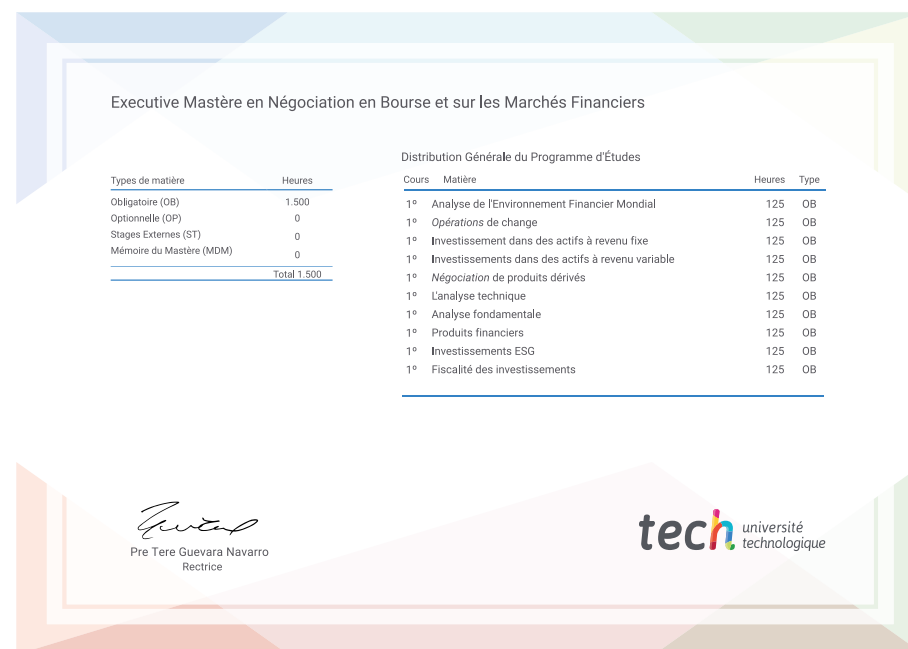 Executive Mastère en Négociation en Bourse et sur les Marchés Financiers
Types de matière Heures
Obligatoire (OB) 1.500
Optionnelle (OP) 0
Stages Externes (ST) 0
Mémoire du Mastère (MDM) 0
Total 1.500
Distribution Générale du Programme d'Études
Cours Matière Heures Type
1º Analyse de l'Environnement Financier Mondial 125 OB
1º Opérations de change 125 OB
1º Investissement dans des actifs à revenu fixe 125 OB
1º Investissements dans des actifs à revenu variable 125 OB
1º Négociation de produits dérivés 125 OB
1º L'analyse technique 125 OB
1º Analyse fondamentale 125 OB
1º Produits financiers 125 OB
1º Investissements ESG 125 OB
1º Fiscalité des investissements 125 OB
Pre Tere Guevara Navarro
Rectrice
tech université
technologique